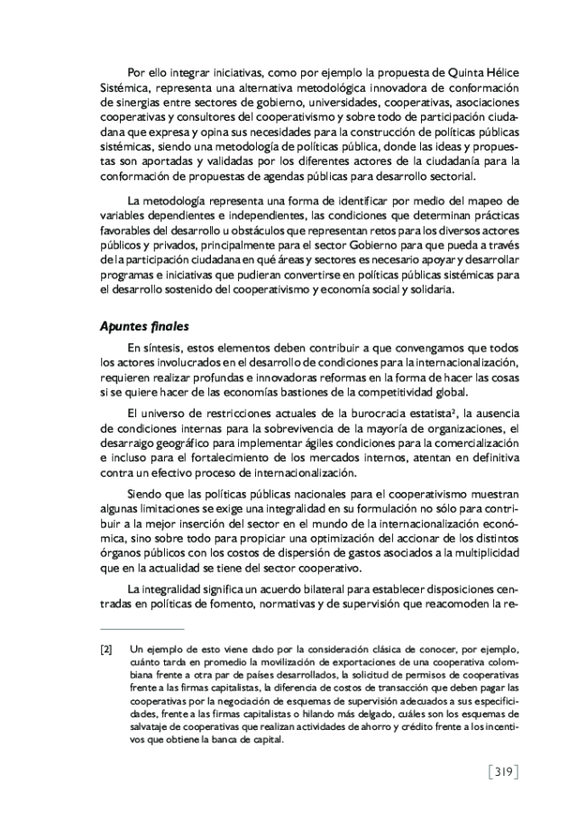 Por ello integrar iniciativas, como por ejemplo la propuesta de Quinta Hélice
Sistémica, representa una alternativa metodológica innovadora de conformación
de sinergias entre sectores de gobierno, universidades, cooperativas, asociaciones
cooperativas y consultores del cooperativismo y sobre todo de participación ciuda-
dana que expresa y opina sus necesidades para la construcción de políticas públicas
sistémicas, siendo una metodología de política pública, donde las ideas y propues-
tas son aportadas y validadas por los diferentes actores de la ciudadanía para la
conformación de propuestas de agendas públicas para desarrollo sectorial.
La metodología representa una forma de identificar por medio del mapeo de
variables dependientes e independientes, las condiciones que determinan prácticas
favorables del desarrollo u obstáculos que representan retos para los diversos actores
públicos y privados, principalmente para el sector Gobierno para que pueda a través
de la participación ciudadana en qué áreas y sectores es necesario apoyar y desarrollar
programas e iniciativas que pudieran convertirse en políticas públicas sistémicas para
el desarrollo sostenido del cooperativismo y economía social y solidaria.
Apuntes finales
En síntesis, estos elementos deben contribuir a que convengamos que todos
los actores involucrados en el desarrollo de condiciones para la internacionalización,
requieren realizar profundas e innovadoras reformas en la forma de hacer las cosas
si se quiere hacer de las economías bastiones de la competitividad global.
El universo de restricciones actuales de la burocracia estatista², la ausencia
de condiciones internas para la sobrevivencia de la mayoría de organizaciones, el
desarraigo geográfico para implementar ágiles condiciones para la comercialización
e incluso para el fortalecimiento de los mercados internos, atentan en definitiva
contra un efectivo proceso de internacionalización.
Siendo que las políticas públicas nacionales para el cooperativismo muestran
algunas limitaciones se exige una integralidad en su formulación no sólo para contri-
buir a la mejor inserción del sector en el mundo de la internacionalización econó-
mica, sino sobre todo para propiciar una optimización del accionar de los distintos
órganos públicos con los costos de dispersión de gastos asociados a la multiplicidad
que en la actualidad se tiene del sector cooperativo.
La integralidad significa un acuerdo bilateral para establecer disposiciones cen-
tradas en políticas de fomento, normativas y de supervisión que reacomoden la re-
[2] Un ejemplo de esto viene dado por la consideración clásica de conocer, por ejemplo,
cuánto tarda en promedio la movilización de exportaciones de una cooperativa colom-
biana frente a otra par de países desarrollados, la solicitud de permisos de cooperativas
frente a las firmas capitalistas, la diferencia de costos de transacción que deben pagar las
cooperativas por la negociación de esquemas de supervisión adecuados a sus especifici-
dades, frente a las firmas capitalistas o hilando más delgado, cuáles son los esquemas de
salvataje de cooperativas que realizan actividades de ahorro y crédito frente a los incenti-
vos que obtiene la banca de capital.
[319]